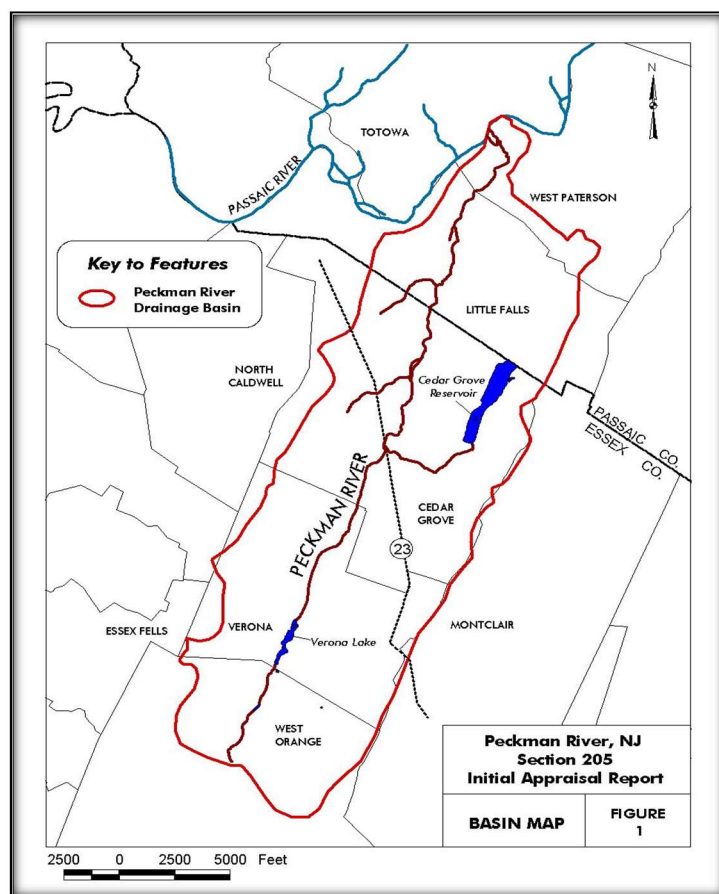 N
TOTOWA
PASSAIC RIVER
WEST PATERSON
Key to Features
Peckman River
Drainage Basin
LITTLE FALLS
NORTH
CALDWELL
Cedar Grove
Reservoir
PASSAIC CO.
ESSEX CO.
PECKMAN RIVER
CEDAR
GROVE
23
ESSEX FELLS
VERONA
Verona Lake
MONTCLAIR
WEST
ORANGE
Peckman River, NJ
Section 205
Initial Appraisal Report
BASIN MAP
FIGURE
1
2500 0 2500 5000 Feet